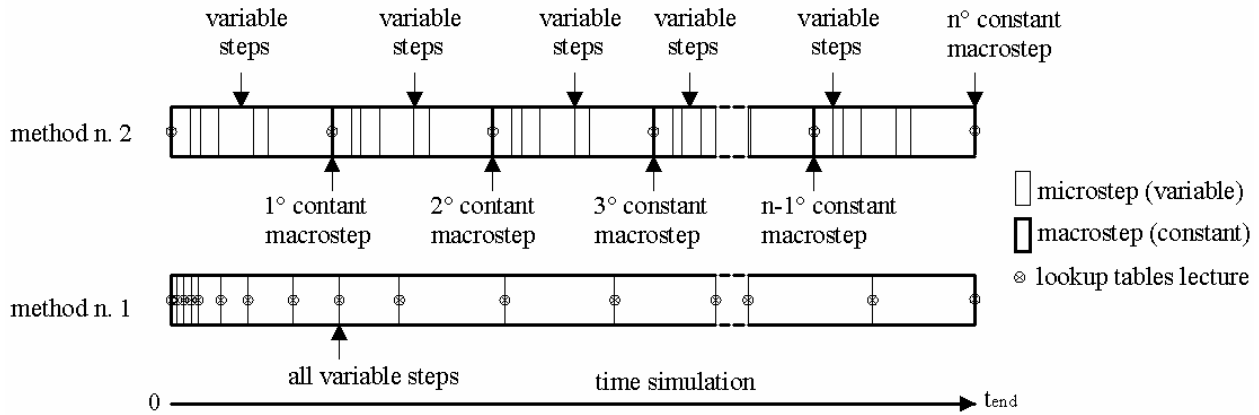 variable steps
variable steps
variable steps
variable steps
variable steps
n° constant macrostep
method n. 2
1° contant macrostep
2° contant macrostep
3° constant macrostep
n-1° constant macrostep
microstep (variable)
macrostep (constant)
lookup tables lecture
method n. 1
all variable steps
time simulation
0
tend